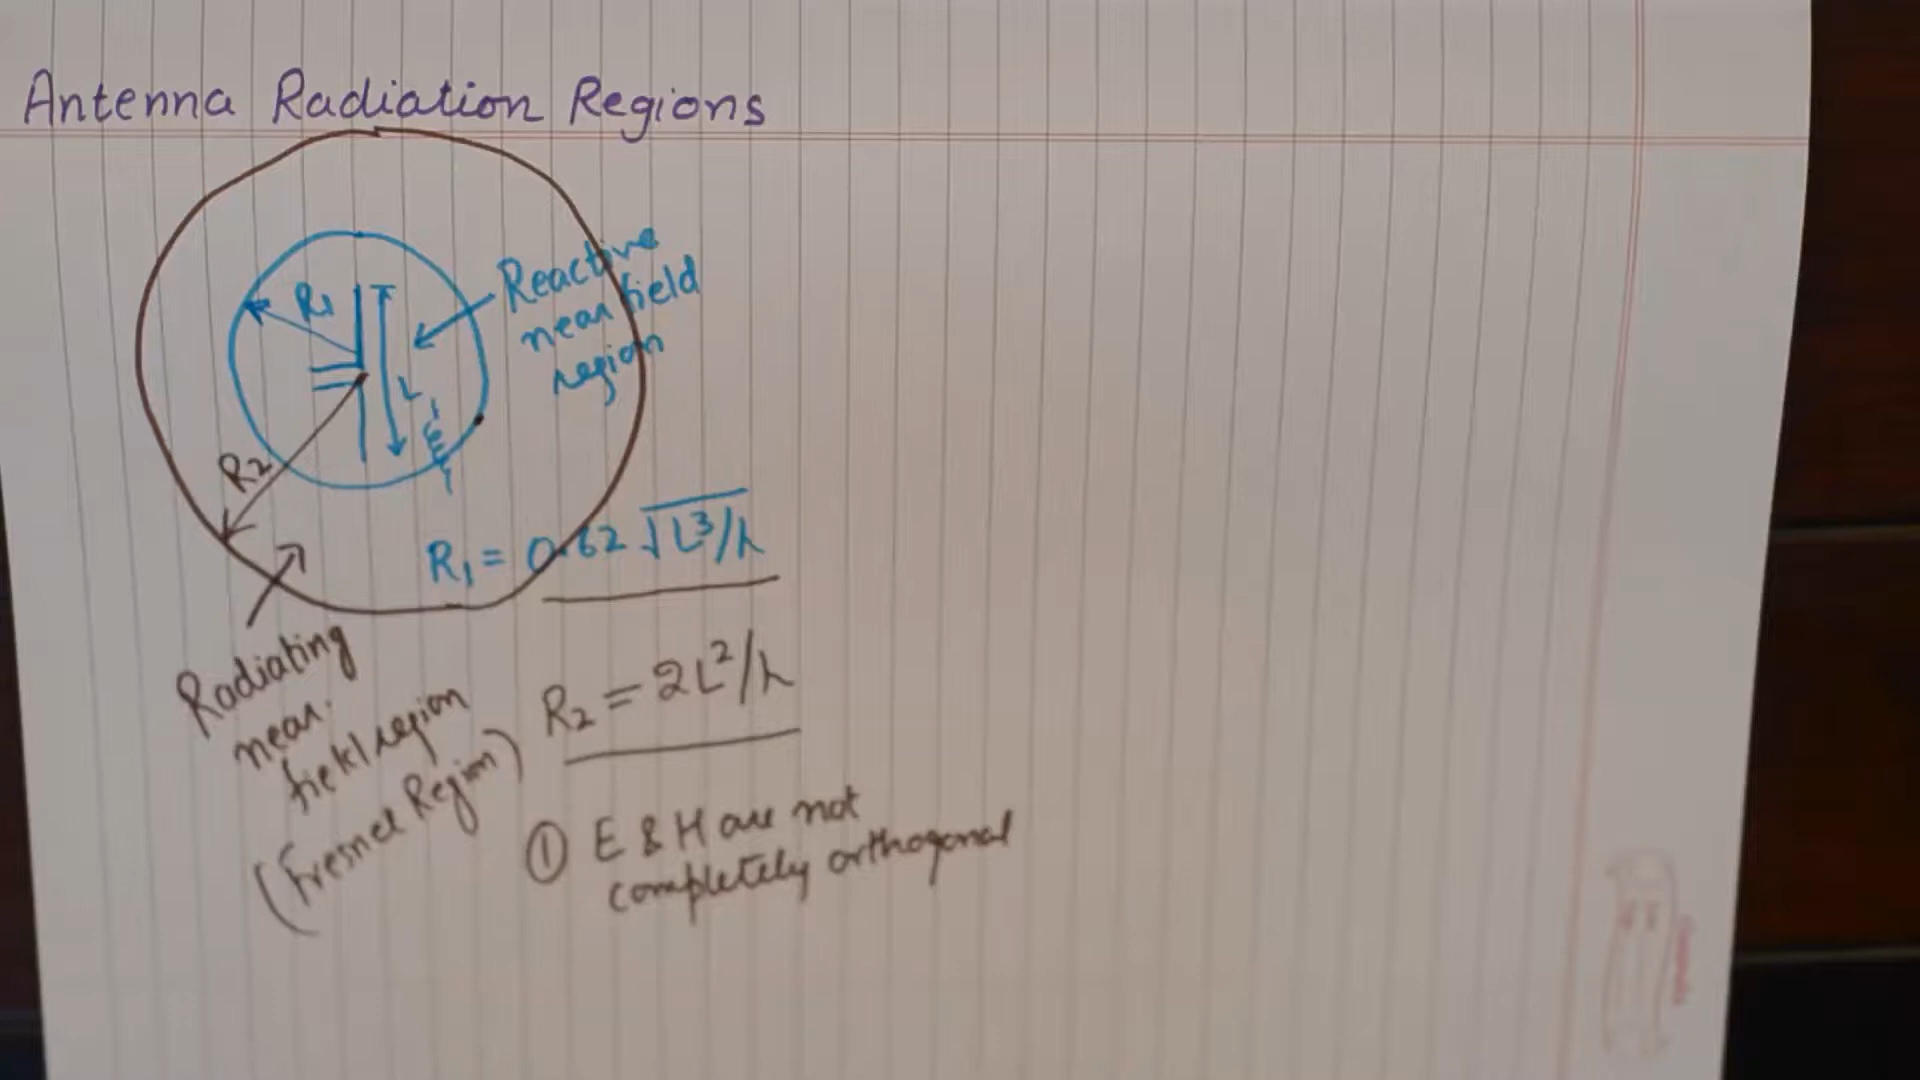 Antenna Radiation Regions
Reactive
near field
region
R1
L
R2
R1 = 0.62 √L³/λ
Radiating
near
field region
(Fresnel Region)
R2 = 2L²/λ
① E & H are not
completely orthogonal